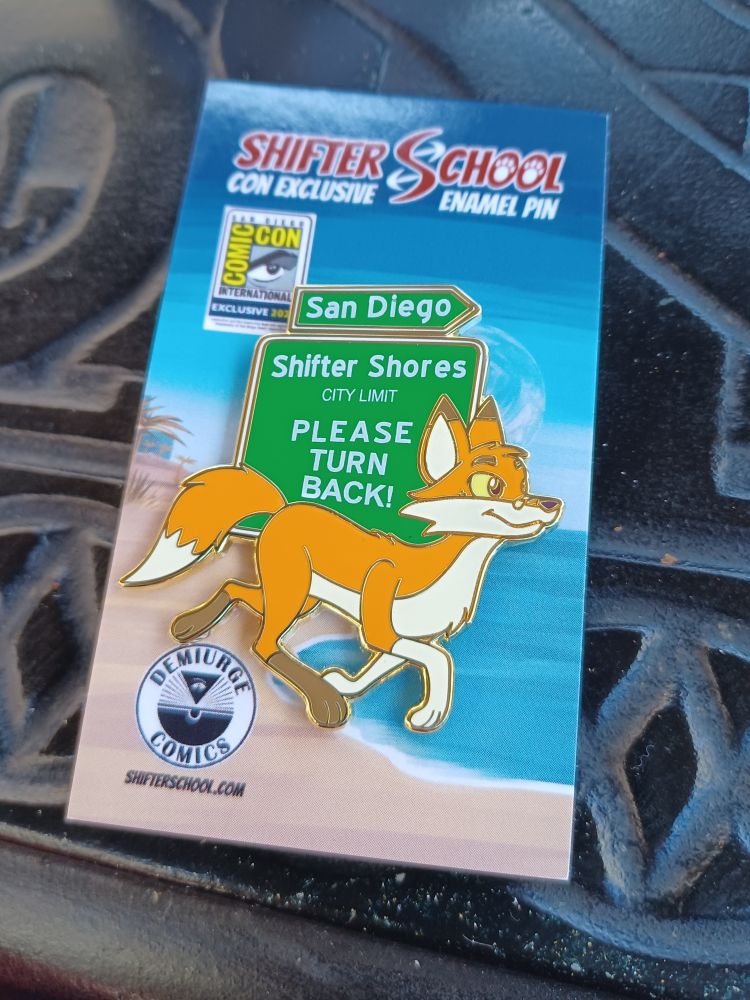 SHIFTER SCHOOL
CON EXCLUSIVE ENAMEL PIN
SAN DIEGO
COMIC CON
INTERNATIONAL
EXCLUSIVE
San Diego
Shifter Shores
CITY LIMIT
PLEASE
TURN
BACK!
DEMIURGE
COMICS
SHIFTERSCHOOL.COM